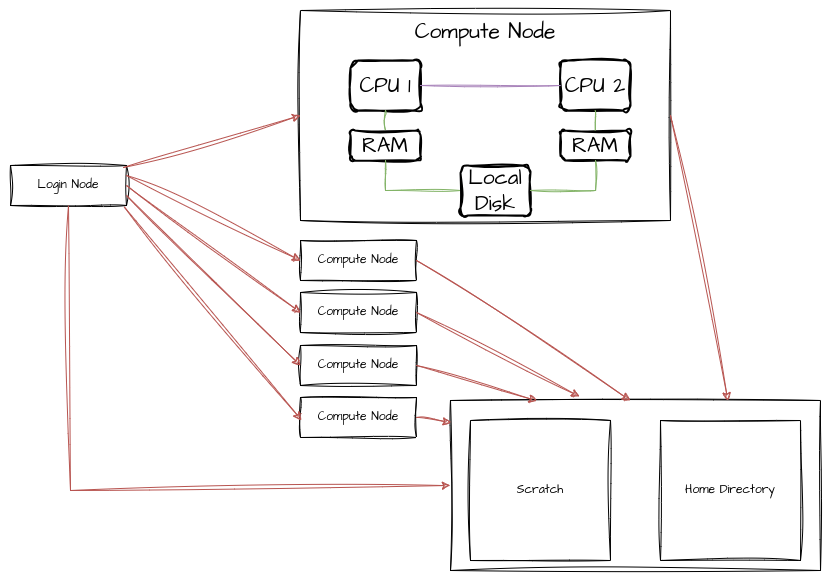 Compute Node
CPU 1
CPU 2
RAM
RAM
Local
Disk
Login Node
Compute Node
Compute Node
Compute Node
Compute Node
Scratch
Home Directory